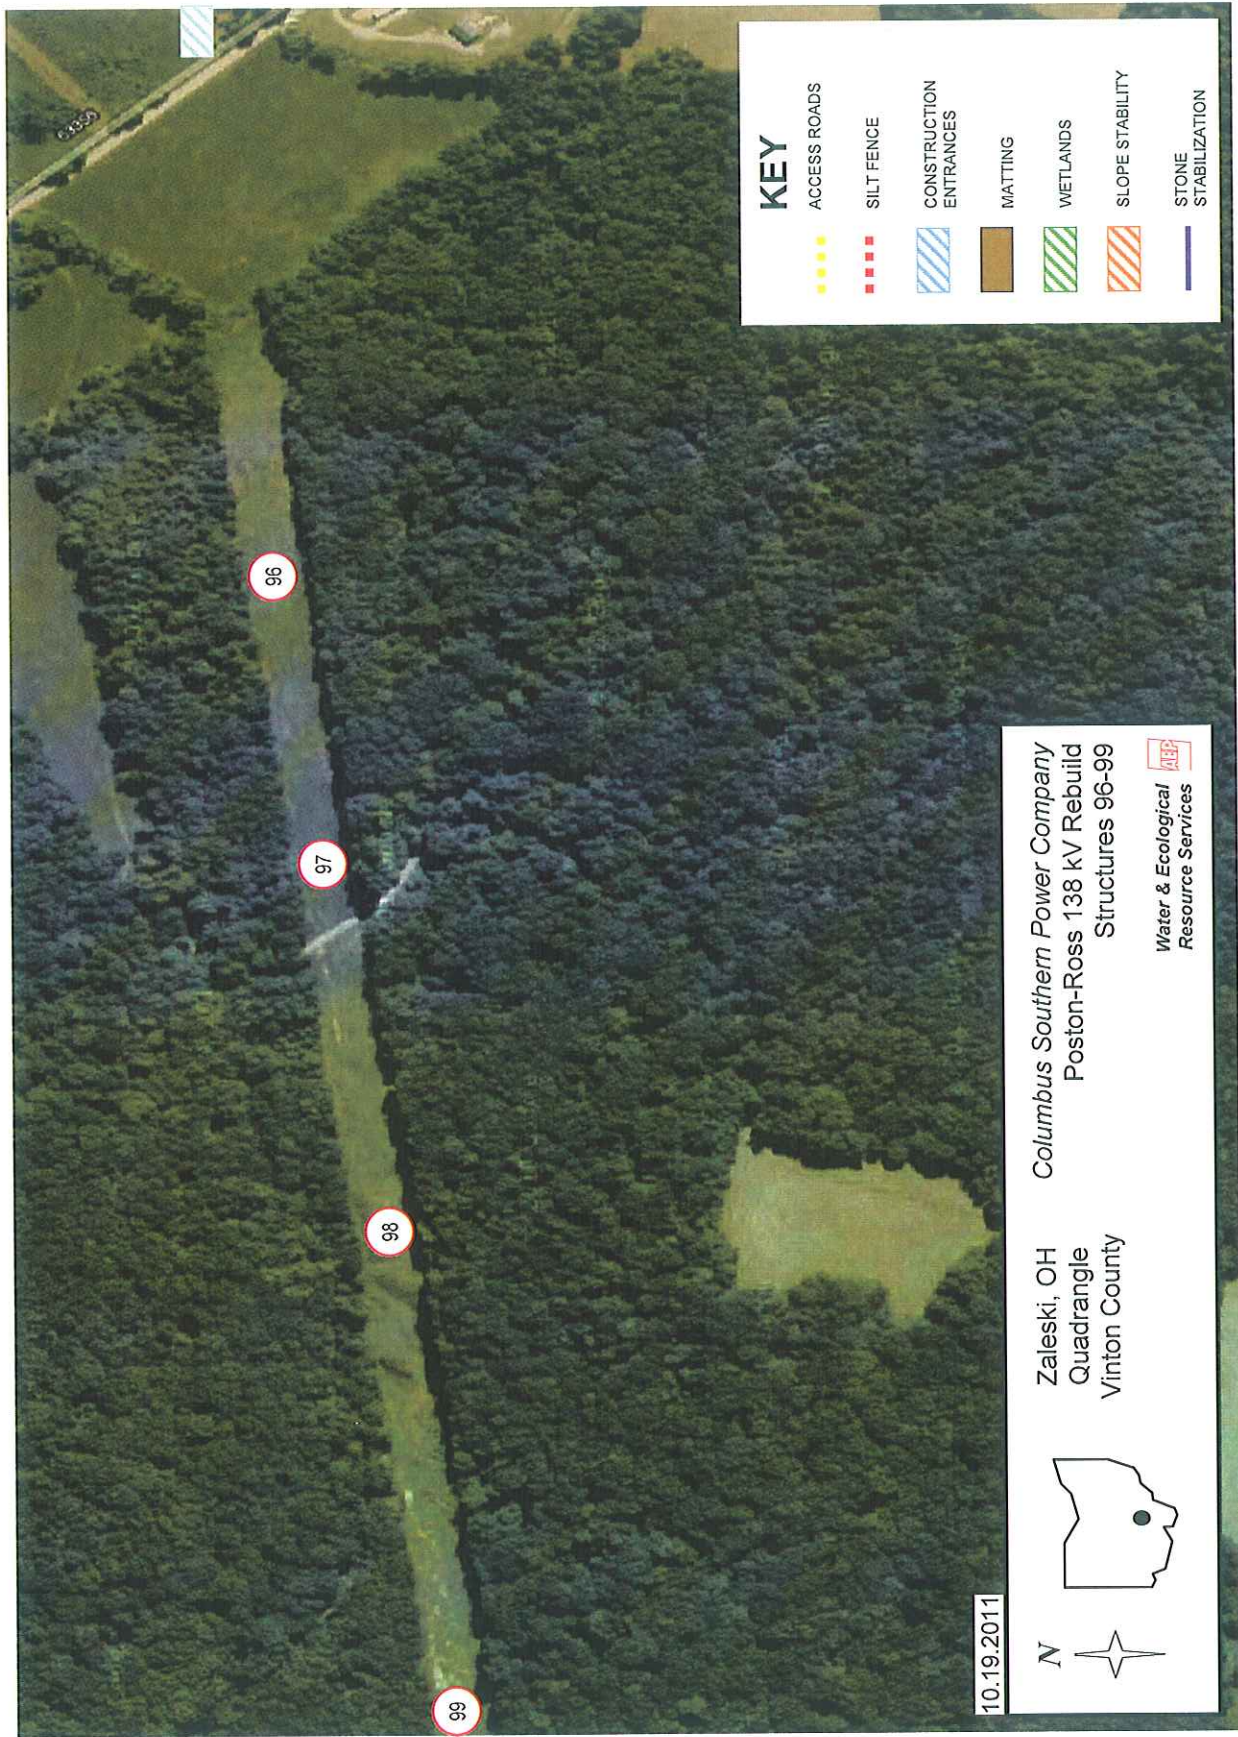 63350
96
97
98
99
KEY
ACCESS ROADS
SILT FENCE
CONSTRUCTION
ENTRANCES
MATTING
WETLANDS
SLOPE STABILITY
STONE
STABILIZATION
10.19.2011
N
Zaleski, OH
Quadrangle
Vinton County
Columbus Southern Power Company
Poston-Ross 138 kV Rebuild
Structures 96-99
Water & Ecological
Resource Services
AEP